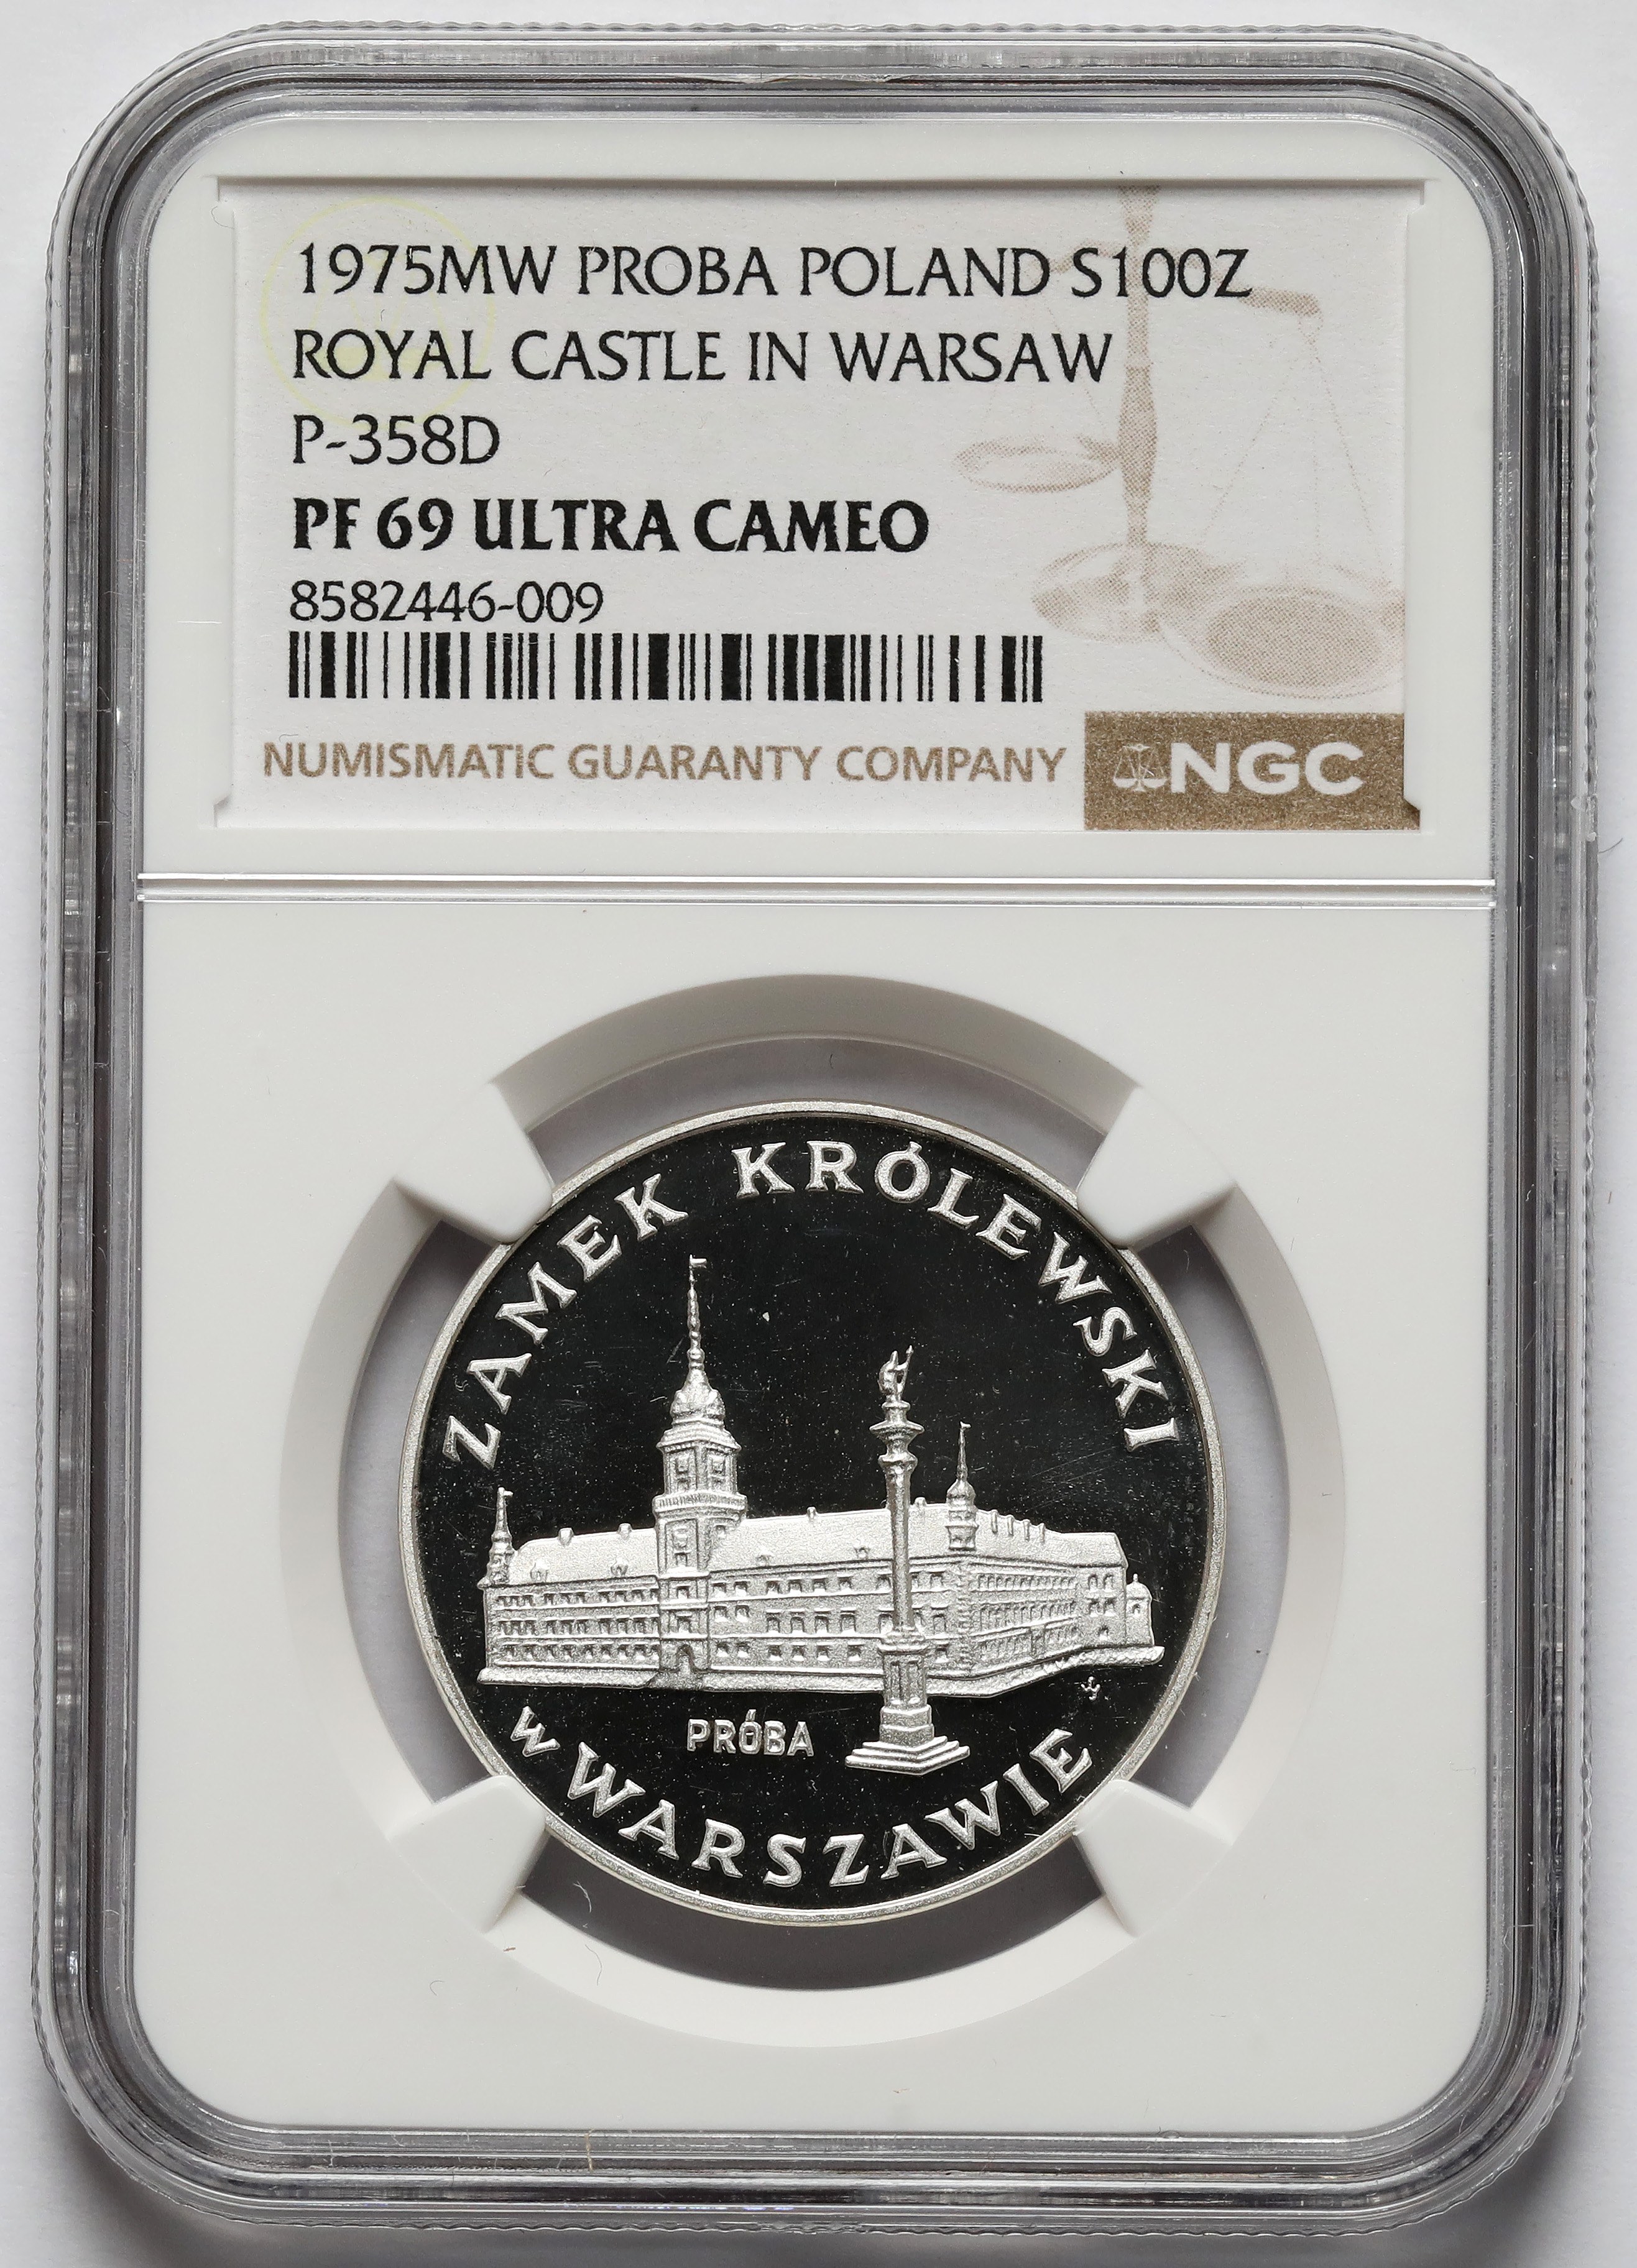 1975MW PROBA POLAND S100Z
ROYAL CASTLE IN WARSAW
P-358D
PF 69 ULTRA CAMEO
8582446-009
NUMISMATIC GUARANTY COMPANY
NGC
ZAMEK KRÓLEWSKI
PRÓBA
W WARSZAWIE